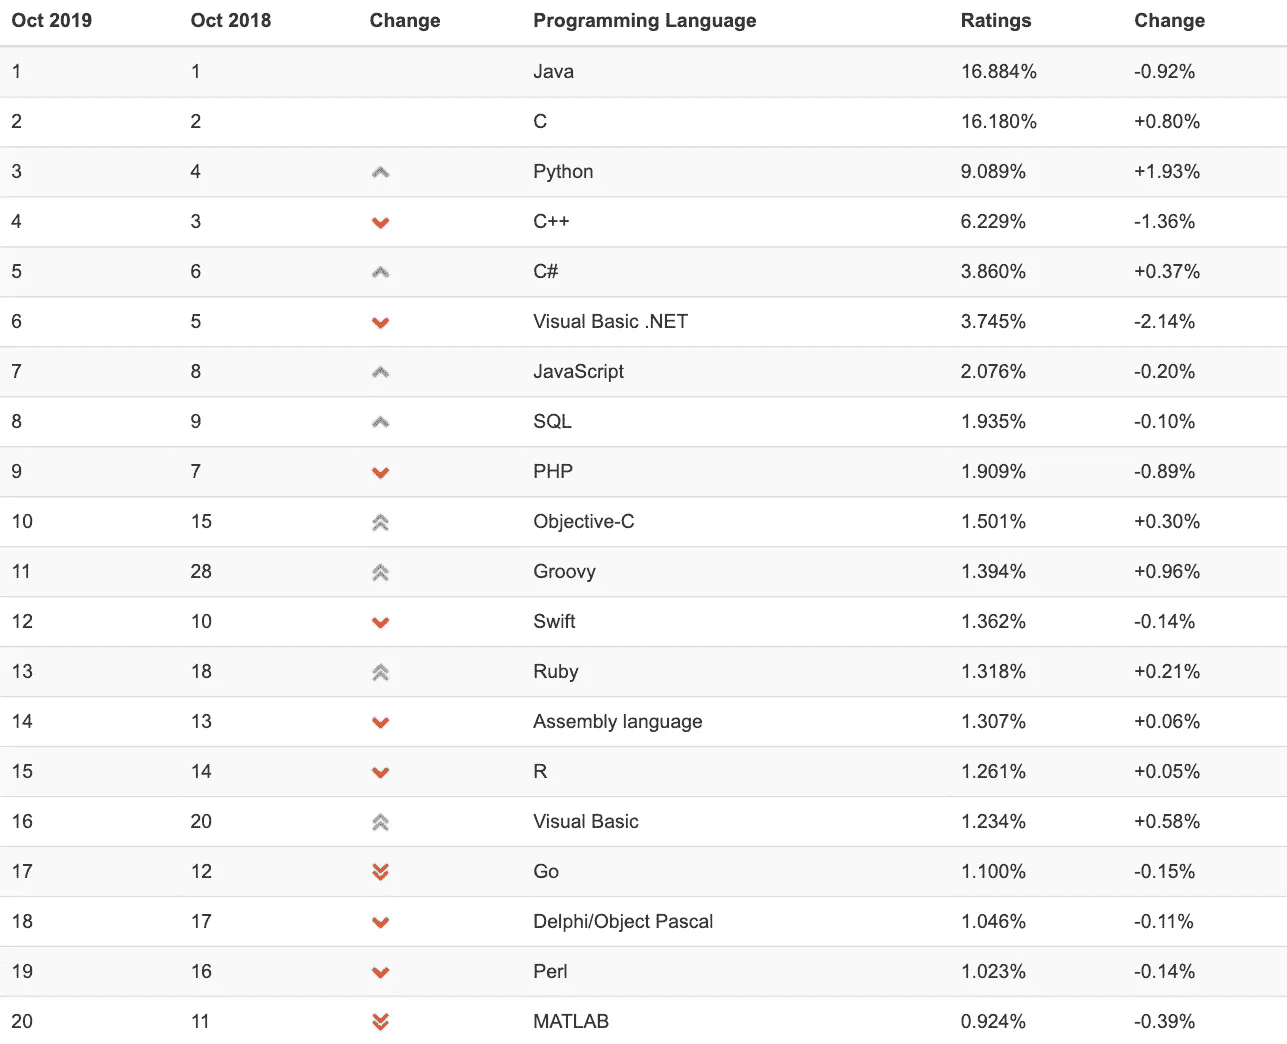 Oct 2019 Oct 2018 Change Programming Language Ratings Change
1 1 Java 16.884% -0.92%
2 2 C 16.180% +0.80%
3 4 Python 9.089% +1.93%
4 3 C++ 6.229% -1.36%
5 6 C# 3.860% +0.37%
6 5 Visual Basic .NET 3.745% -2.14%
7 8 JavaScript 2.076% -0.20%
8 9 SQL 1.935% -0.10%
9 7 PHP 1.909% -0.89%
10 15 Objective-C 1.501% +0.30%
11 28 Groovy 1.394% +0.96%
12 10 Swift 1.362% -0.14%
13 18 Ruby 1.318% +0.21%
14 13 Assembly language 1.307% +0.06%
15 14 R 1.261% +0.05%
16 20 Visual Basic 1.234% +0.58%
17 12 Go 1.100% -0.15%
18 17 Delphi/Object Pascal 1.046% -0.11%
19 16 Perl 1.023% -0.14%
20 11 MATLAB 0.924% -0.39%